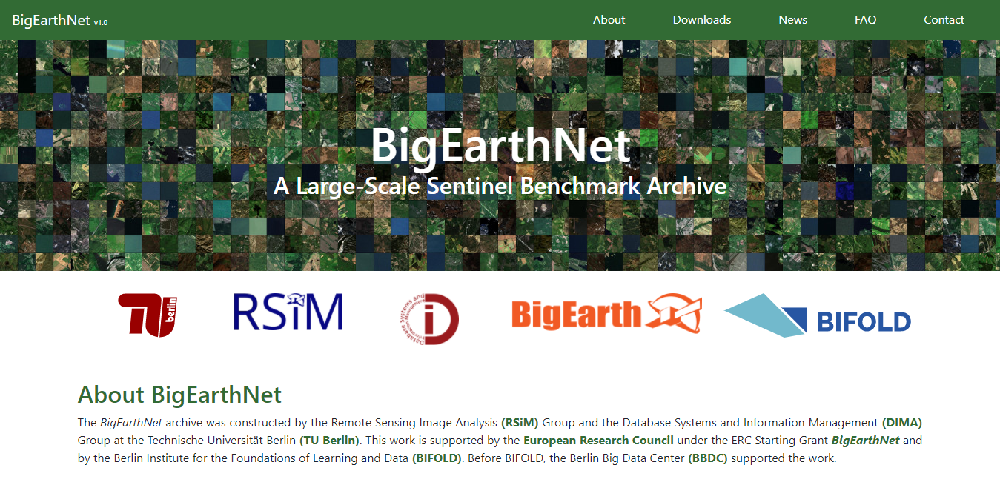 BigEarthNet v1.0
About Downloads News FAQ Contact
BigEarthNet
A Large-Scale Sentinel Benchmark Archive
TU berlin
RSiM
Database Systems and Information Management
iD
BigEarth
BIFOLD
About BigEarthNet
The BigEarthNet archive was constructed by the Remote Sensing Image Analysis (RSiM) Group and the Database Systems and Information Management (DIMA)
Group at the Technische Universität Berlin (TU Berlin). This work is supported by the European Research Council under the ERC Starting Grant BigEarthNet and
by the Berlin Institute for the Foundations of Learning and Data (BIFOLD). Before BIFOLD, the Berlin Big Data Center (BBDC) supported the work.